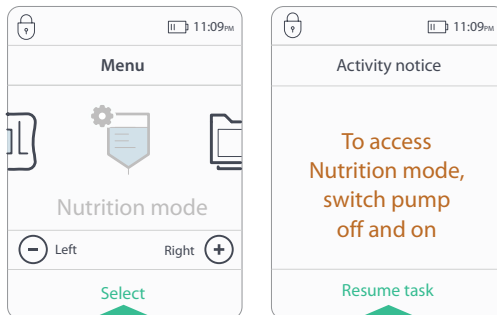 11:09PM
Menu
Nutrition mode
Left
Right
Select
11:09PM
Activity notice
To access
Nutrition mode,
switch pump
off and on
Resume task